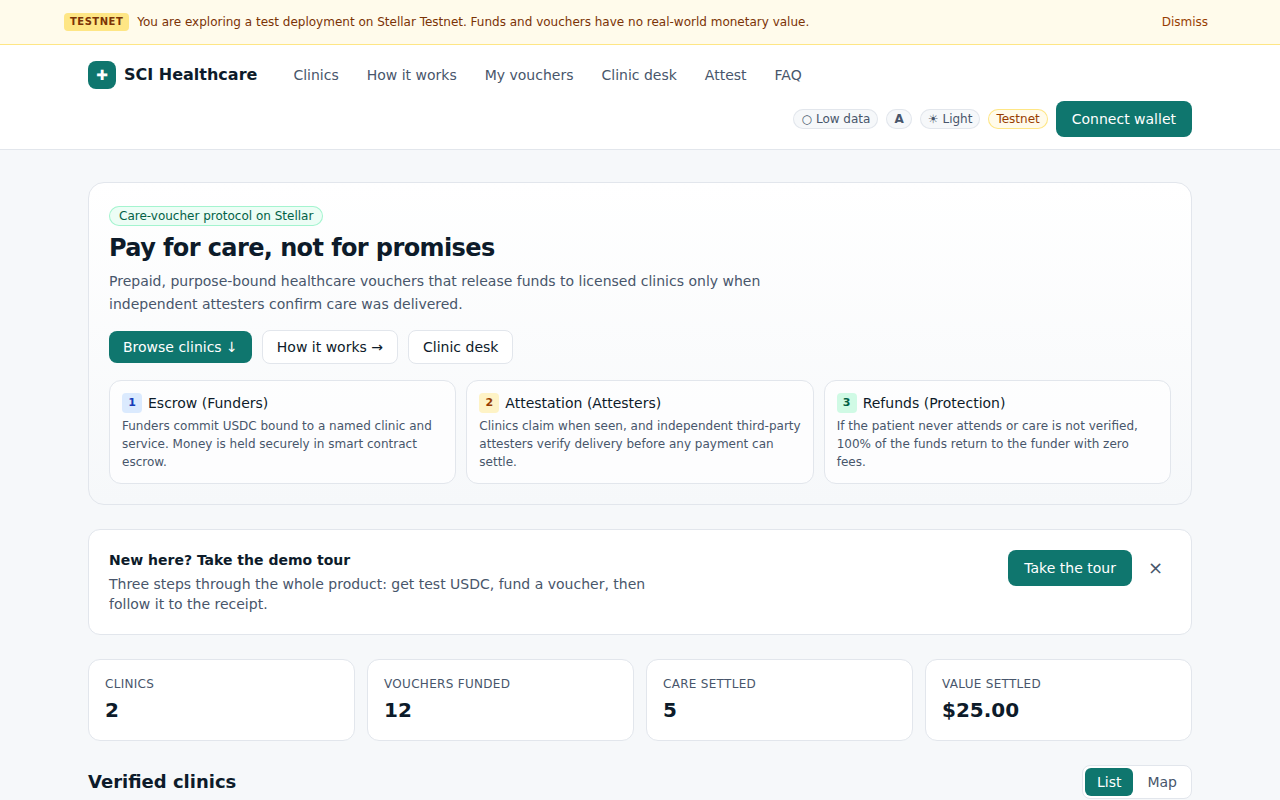 TESTNET You are exploring a test deployment on Stellar Testnet. Funds and vouchers have no real-world monetary value. Dismiss
SCI Healthcare Clinics How it works My vouchers Clinic desk Attest FAQ
Low data A Light Testnet Connect wallet
Care-voucher protocol on Stellar
Pay for care, not for promises
Prepaid, purpose-bound healthcare vouchers that release funds to licensed clinics only when
independent attesters confirm care was delivered.
Browse clinics ↓ How it works → Clinic desk
1 Escrow (Funders)
Funders commit USDC bound to a named clinic and
service. Money is held securely in smart contract
escrow.
2 Attestation (Attesters)
Clinics claim when seen, and independent third-party
attesters verify delivery before any payment can
settle.
3 Refunds (Protection)
If the patient never attends or care is not verified,
100% of the funds return to the funder with zero
fees.
New here? Take the demo tour
Three steps through the whole product: get test USDC, fund a voucher, then
follow it to the receipt.
Take the tour ×
CLINICS
2
VOUCHERS FUNDED
12
CARE SETTLED
5
VALUE SETTLED
$25.00
Verified clinics List Map